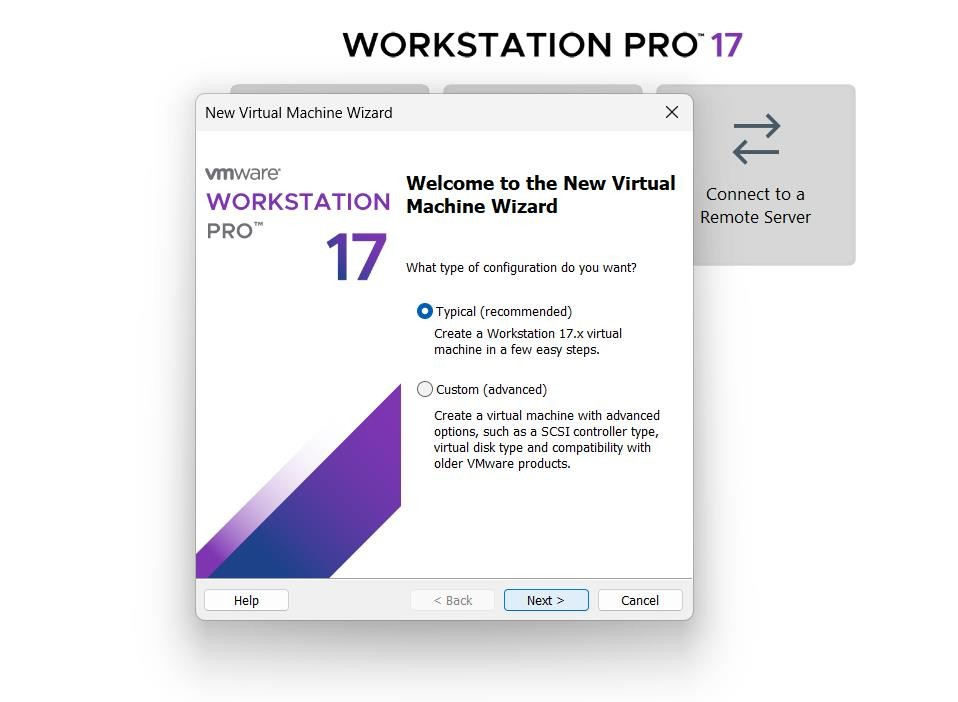 WORKSTATION PRO™ 17
New Virtual Machine Wizard
vmware®
WORKSTATION
PRO™
17
Welcome to the New Virtual
Machine Wizard
What type of configuration do you want?
Typical (recommended)
Create a Workstation 17.x virtual
machine in a few easy steps.
Custom (advanced)
Create a virtual machine with advanced
options, such as a SCSI controller type,
virtual disk type and compatibility with
older VMware products.
Help
< Back
Next >
Cancel
Connect to a
Remote Server